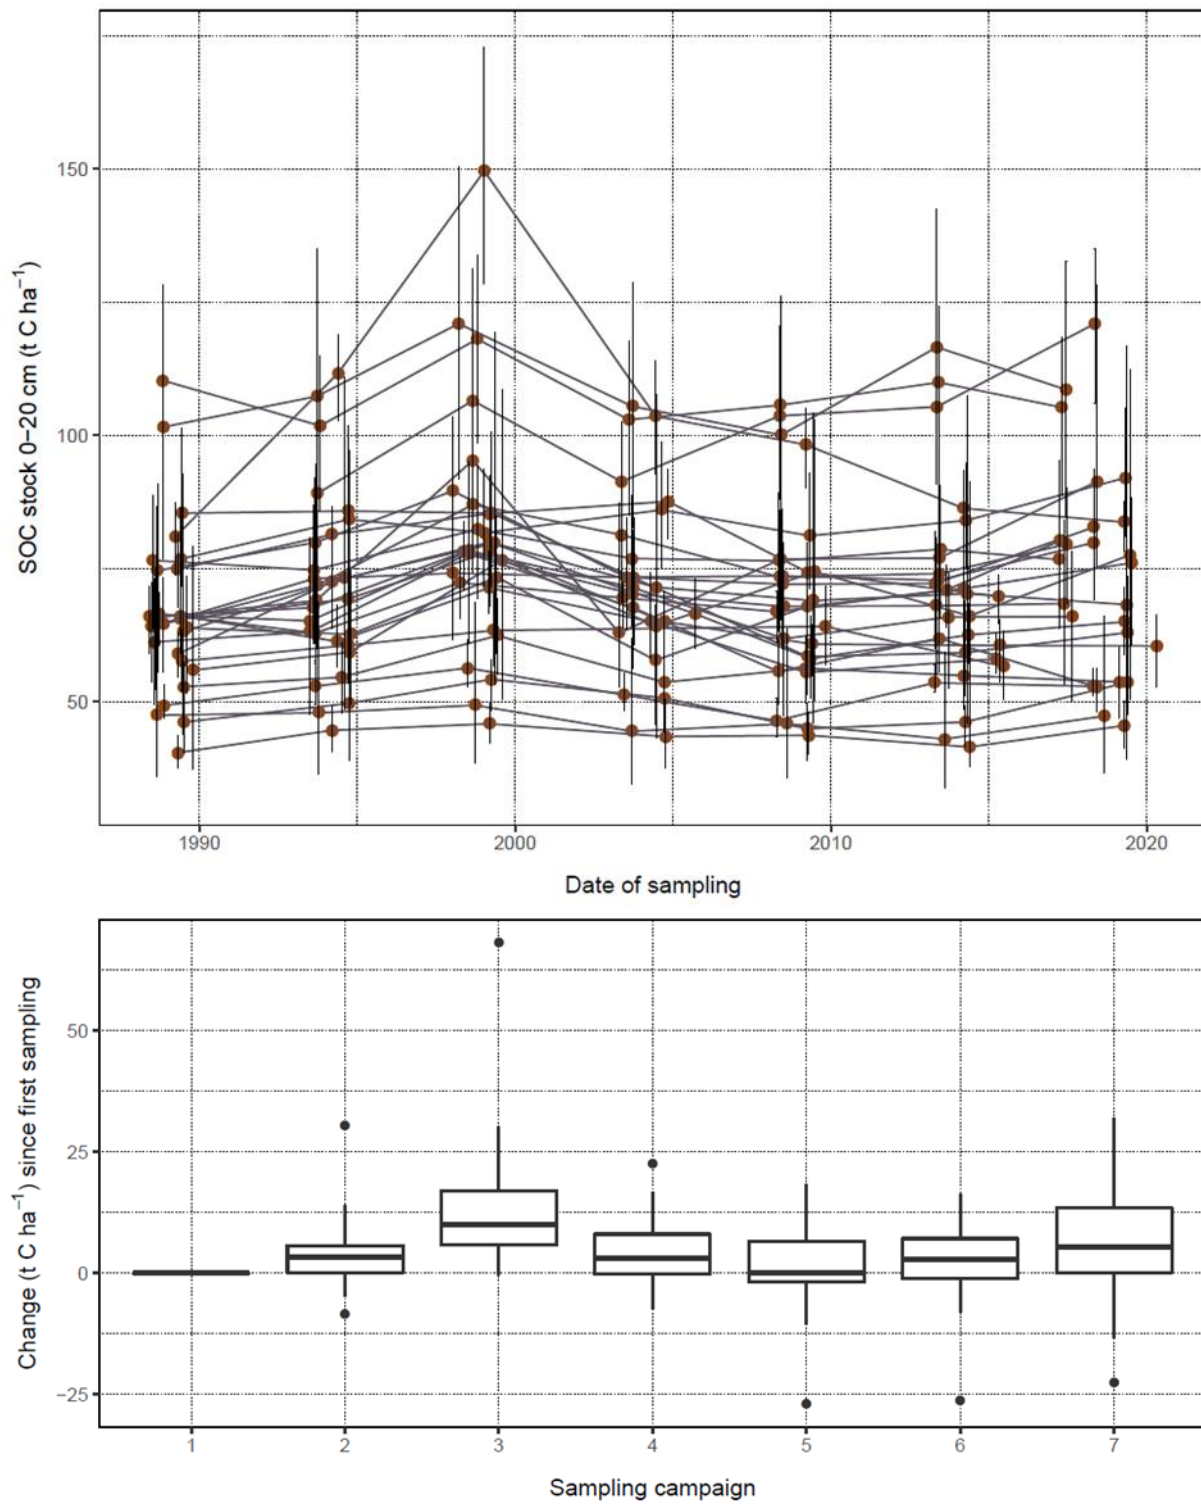 SOC stock 0−20 cm (t C ha⁻¹)
150
100
50
1990 2000 2010 2020
Date of sampling
Change (t C ha⁻¹) since first sampling
50
25
0
−25
1 2 3 4 5 6 7
Sampling campaign